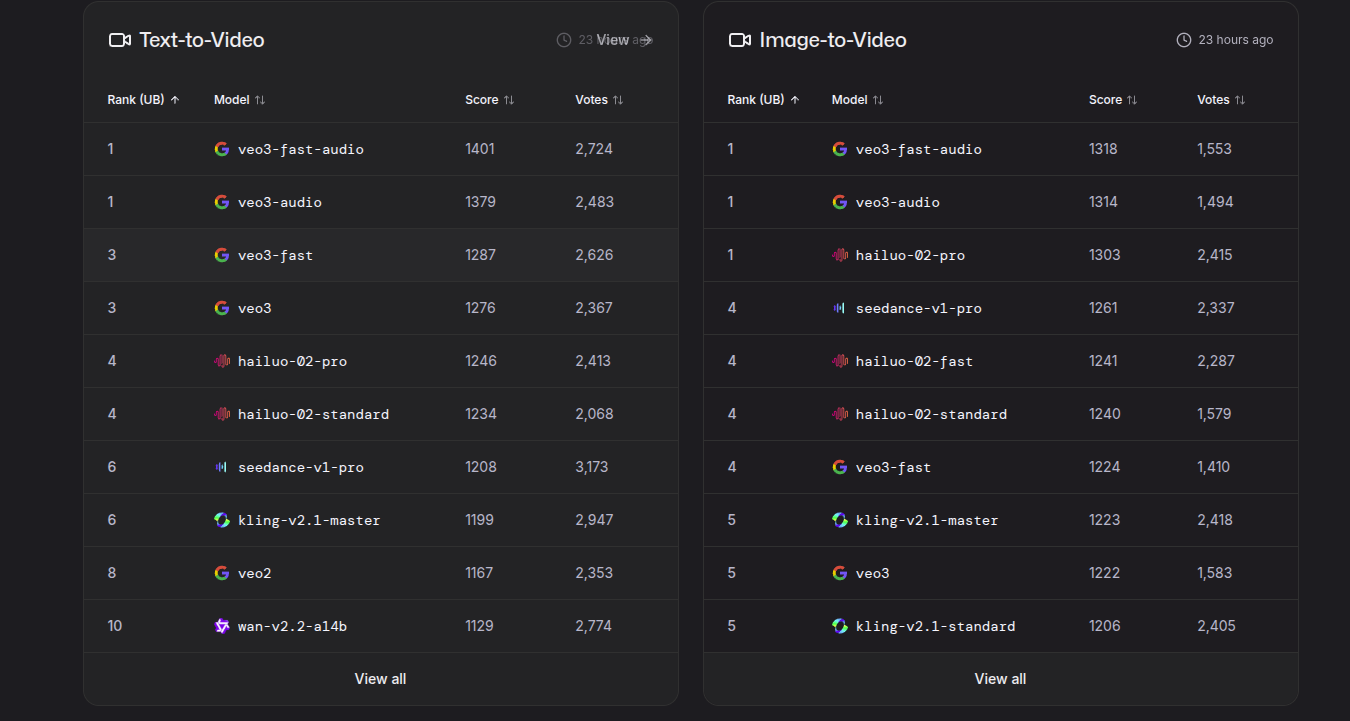 Text-to-Video
23 hours ago View →
Rank (UB) ↑ Model ↑↓ Score ↑↓ Votes ↑↓
1 veo3-fast-audio 1401 2,724
1 veo3-audio 1379 2,483
3 veo3-fast 1287 2,626
3 veo3 1276 2,367
4 hailuo-02-pro 1246 2,413
4 hailuo-02-standard 1234 2,068
6 seedance-v1-pro 1208 3,173
6 kling-v2.1-master 1199 2,947
8 veo2 1167 2,353
10 wan-v2.2-a14b 1129 2,774
View all
Image-to-Video
23 hours ago
Rank (UB) ↑ Model ↑↓ Score ↑↓ Votes ↑↓
1 veo3-fast-audio 1318 1,553
1 veo3-audio 1314 1,494
1 hailuo-02-pro 1303 2,415
4 seedance-v1-pro 1261 2,337
4 hailuo-02-fast 1241 2,287
4 hailuo-02-standard 1240 1,579
4 veo3-fast 1224 1,410
5 kling-v2.1-master 1223 2,418
5 veo3 1222 1,583
5 kling-v2.1-standard 1206 2,405
View all